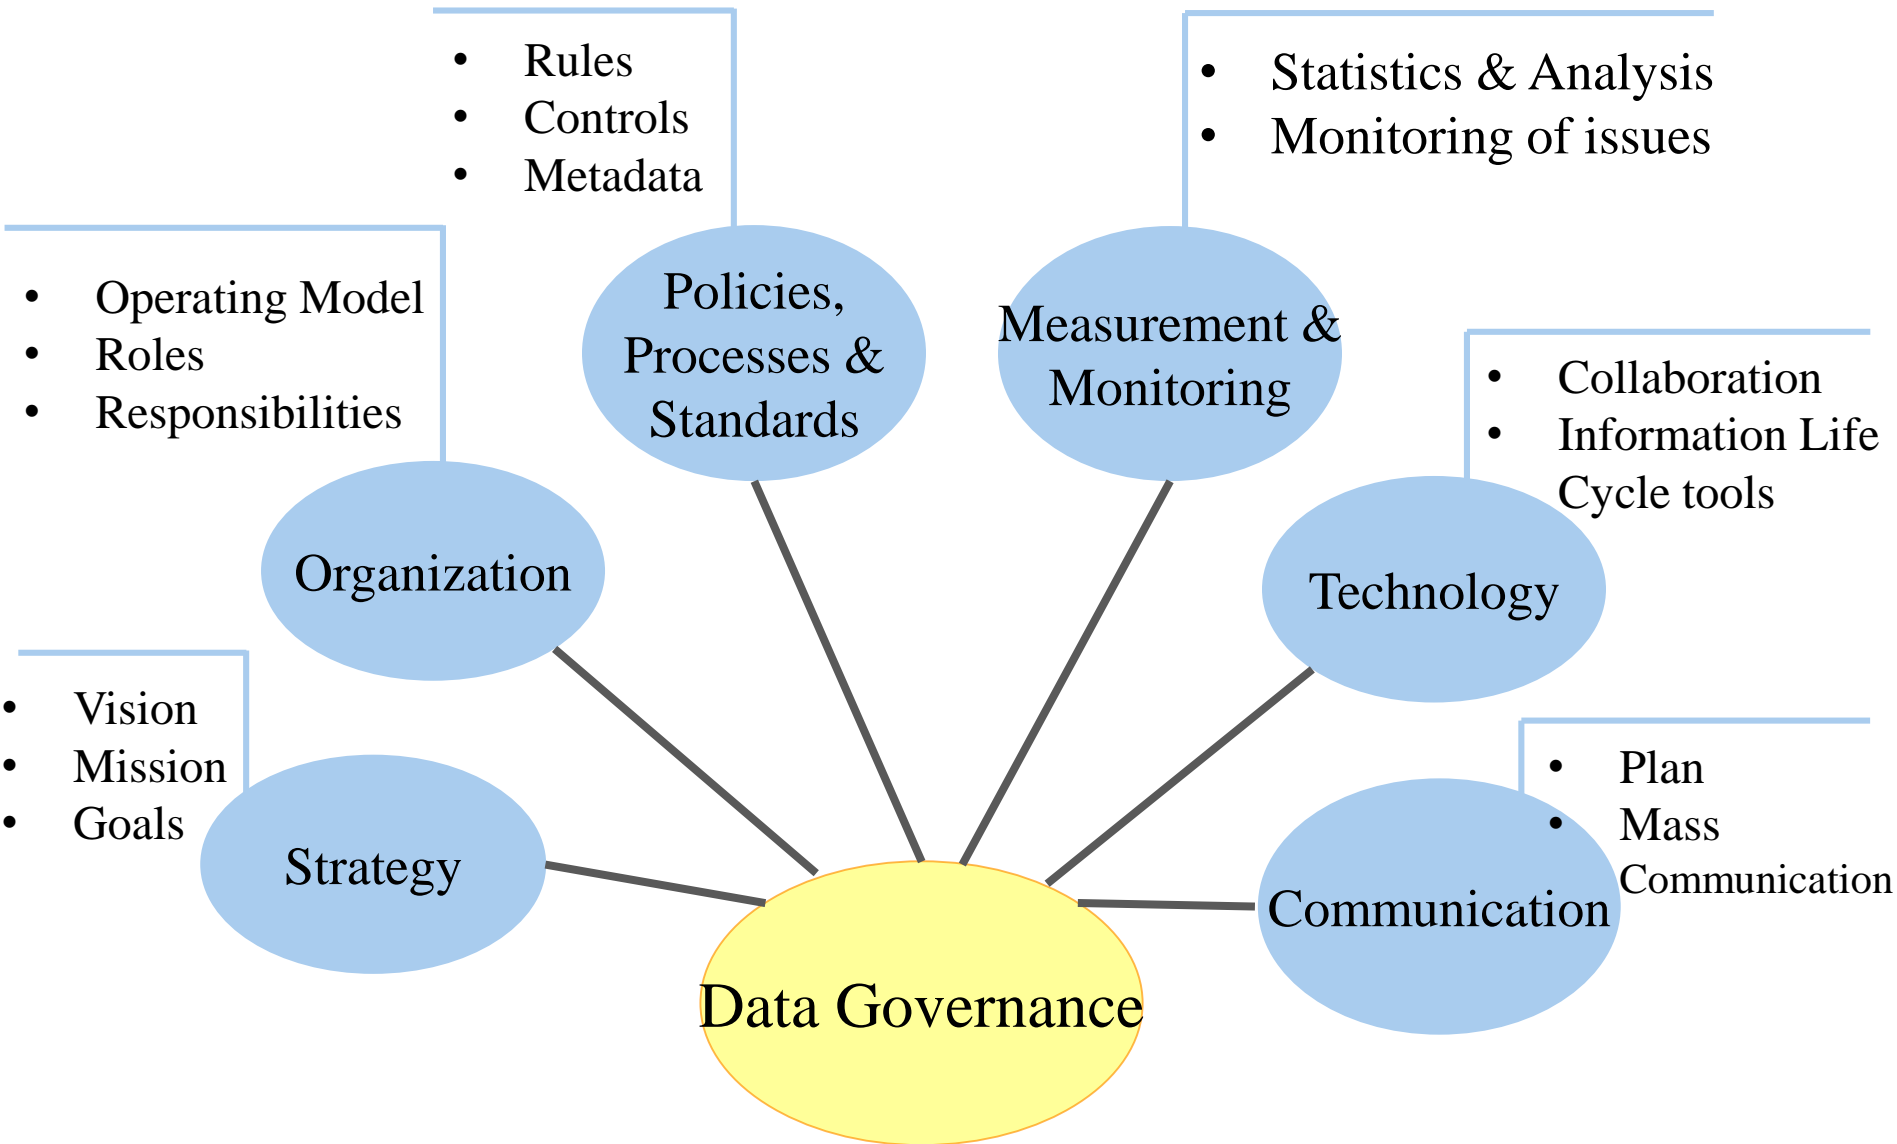 • Rules
• Controls
• Metadata
• Statistics & Analysis
• Monitoring of issues
• Operating Model
• Roles
• Responsibilities
Policies,
Processes &
Standards
Measurement &
Monitoring
• Collaboration
• Information Life
Cycle tools
Organization
Technology
• Vision
• Mission
• Goals
Strategy
• Plan
• Mass
Communication
Communication
Data Governance